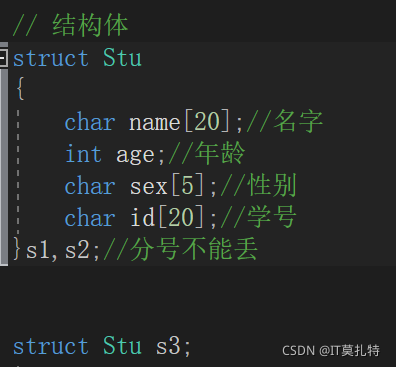 // 结构体
struct Stu
{
char name[20];//名字
int age;//年龄
char sex[5];//性别
char id[20];//学号
}s1,s2;//分号不能丢
struct Stu s3;
CSDN @IT莫扎特